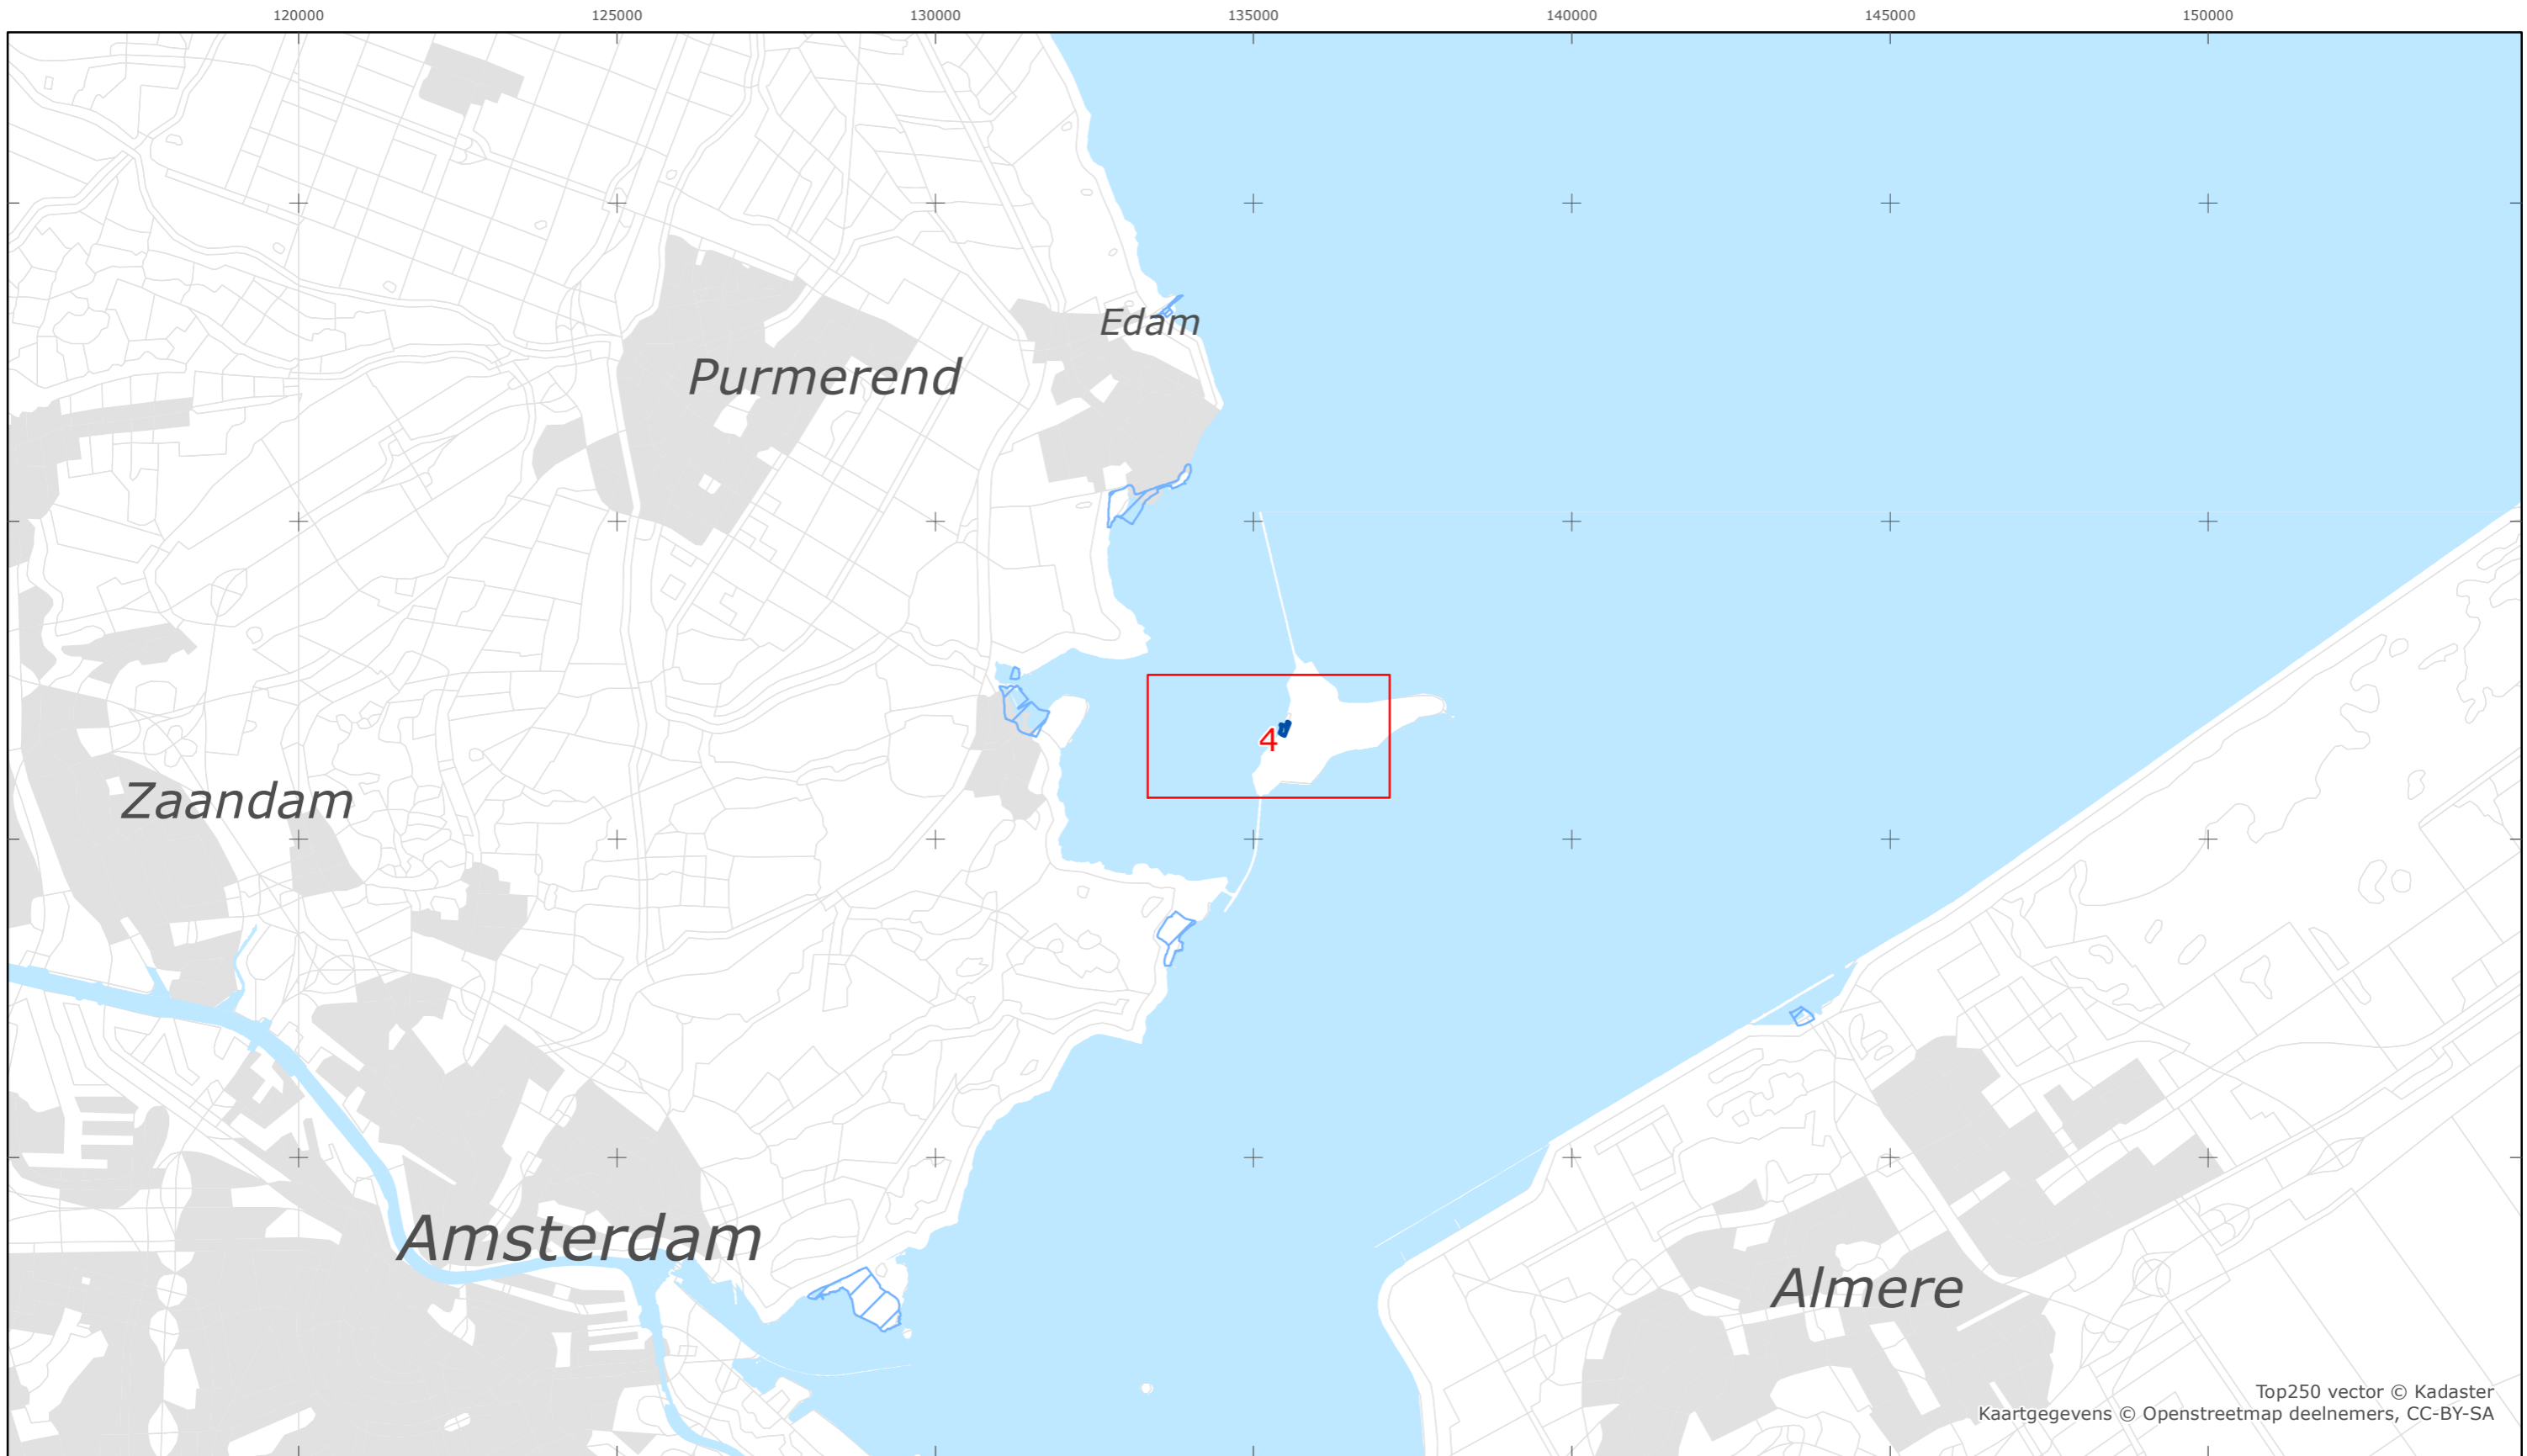 120000 125000 130000 135000 140000 145000 150000
Edam
Purmerend
4
Zaandam
Amsterdam
Almere
Top250 vector © Kadaster
Kaartgegevens © Openstreetmap deelnemers, CC-BY-SA